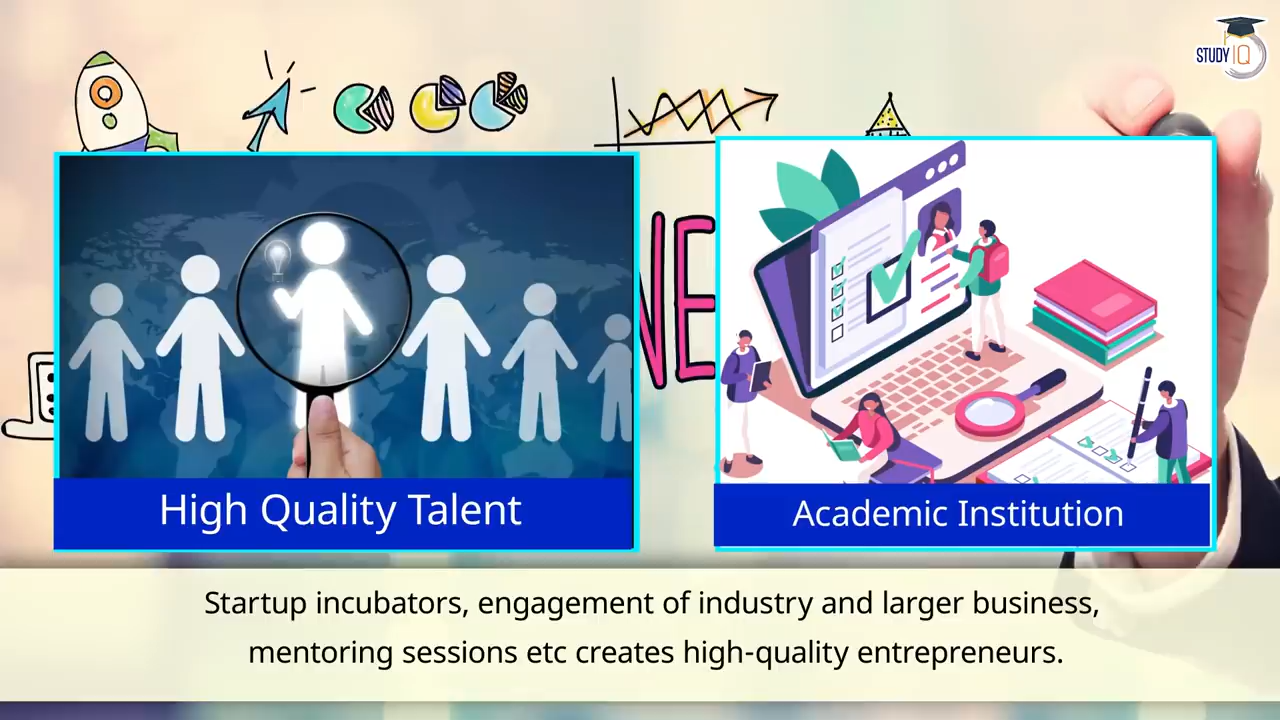 STUDY IQ
NE
High Quality Talent
Academic Institution
Startup incubators, engagement of industry and larger business,
mentoring sessions etc creates high-quality entrepreneurs.